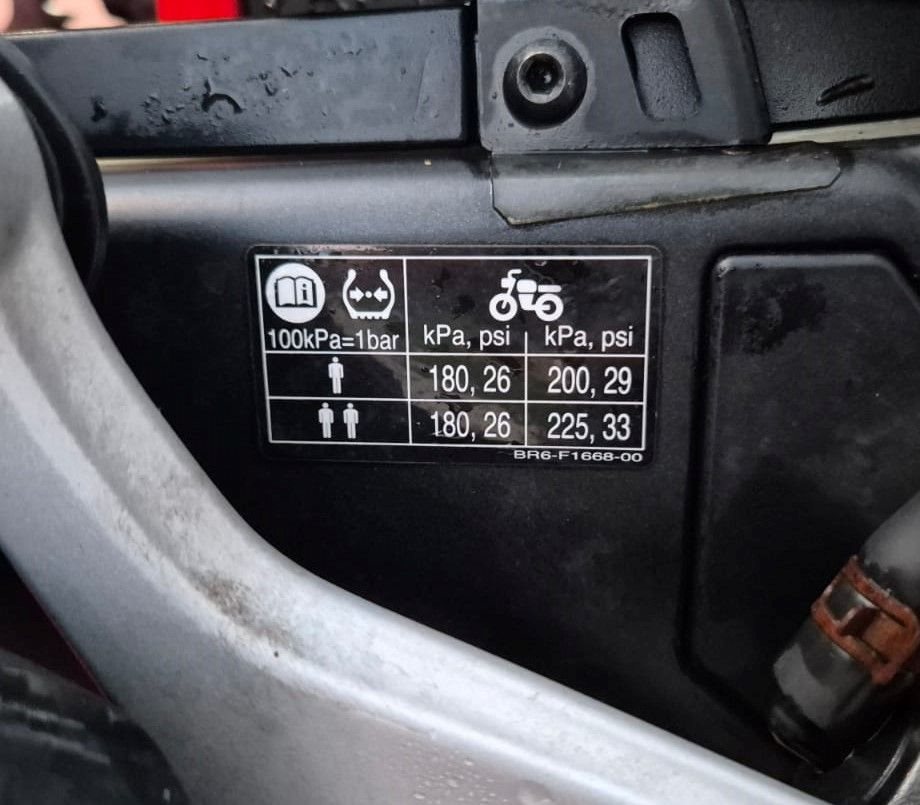 100kPa=1bar kPa, psi kPa, psi
180, 26 200, 29
180, 26 225, 33
BR6-F1668-00